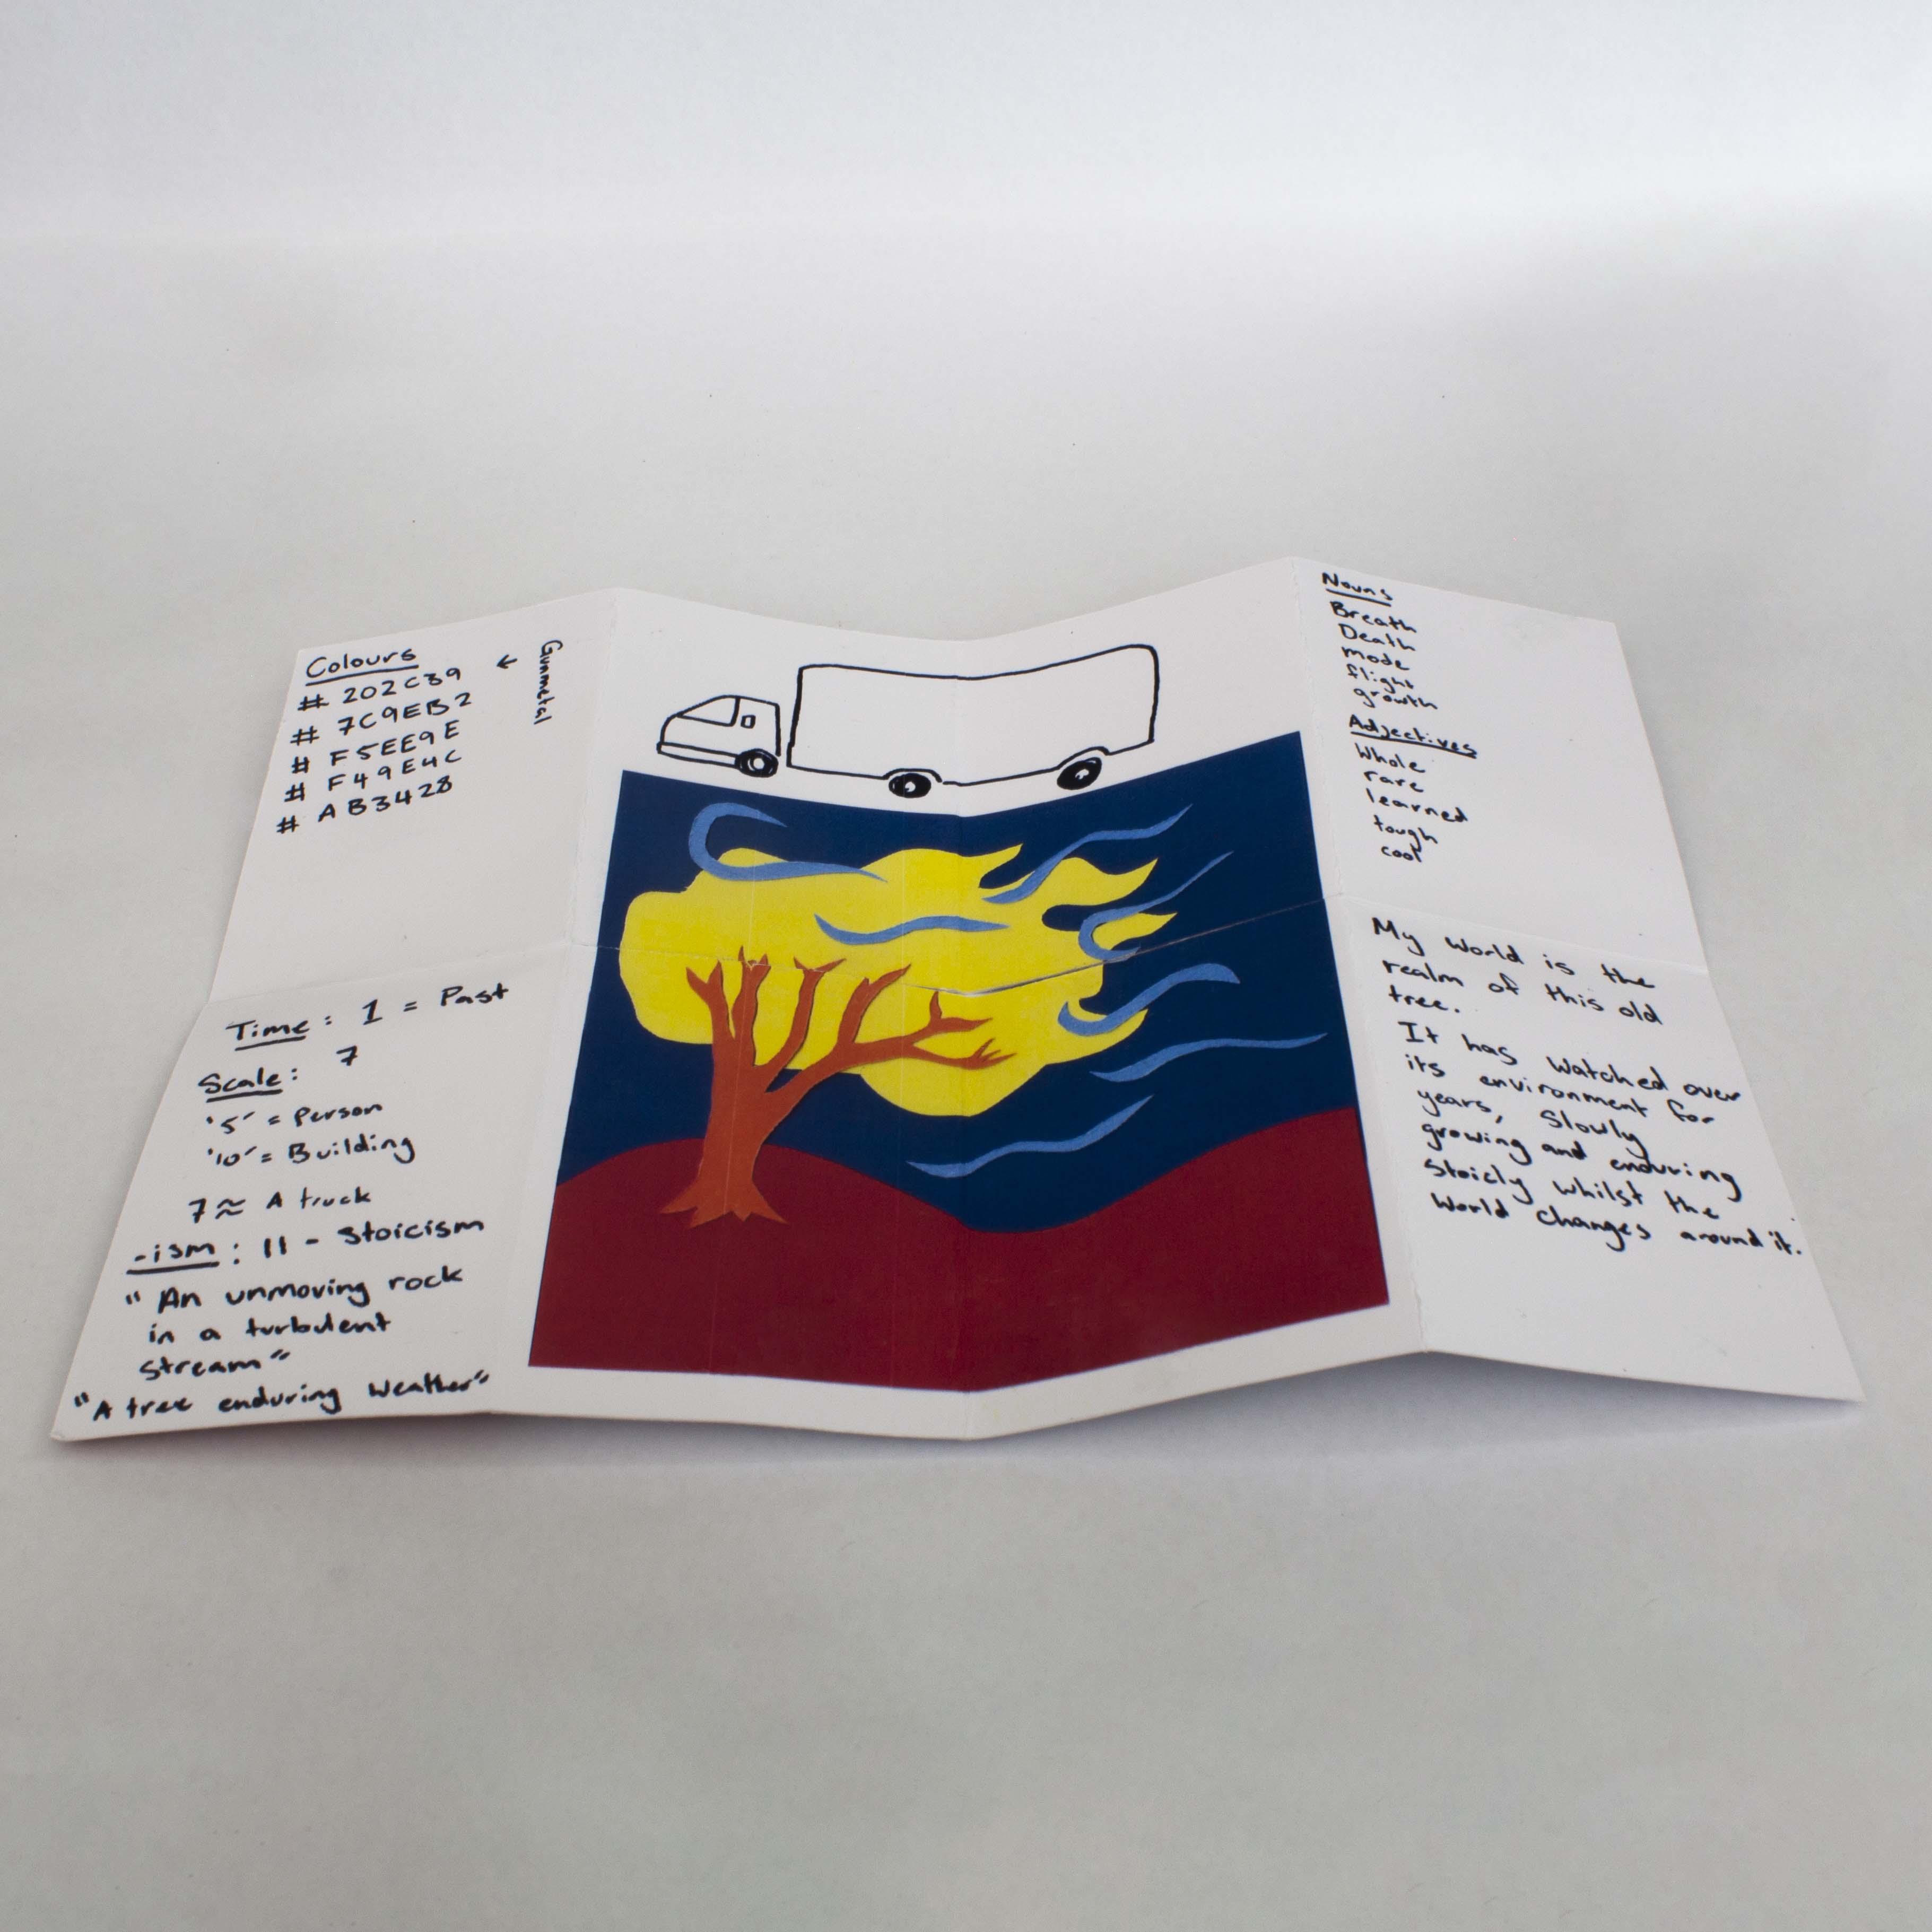 Colours
# 202C39
# 7C9EB2
# F5EE9E
# F49E4C
# AB3428
← Gunmetal
Time: 1 = Past
Scale: 7
'5' = Person
'10' = Building
7 ≈ A truck
-ism: 11 - Stoicism
"An unmoving rock
in a turbulent
stream"
"A tree enduring weather"
Nouns
Breath
Death
mode
flight
growth
Adjectives
Whole
rare
learned
tough
cool
My world is the
realm of this old
tree.
It has watched over
its environment for
years, Slowly
growing and enduring
Stoicly whilst the
World changes around it.